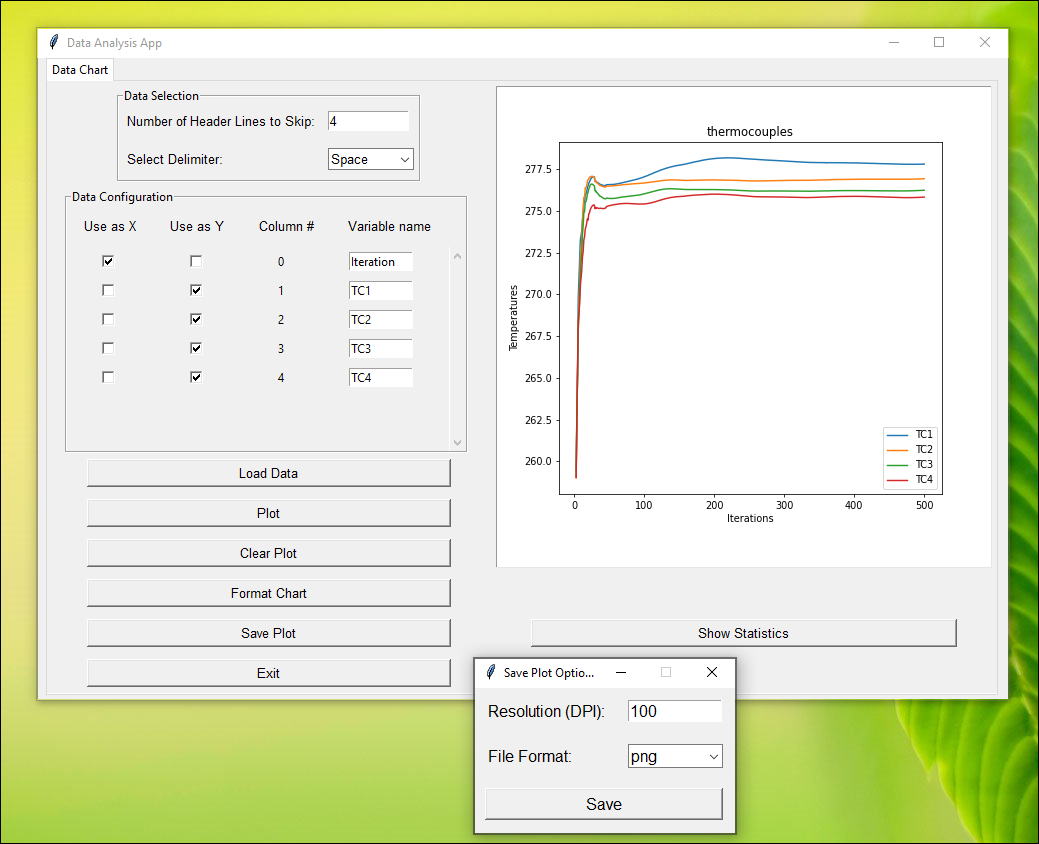 Data Analysis App
Data Chart
Data Selection
Number of Header Lines to Skip: 4
Select Delimiter: Space
Data Configuration
Use as X Use as Y Column # Variable name
0 Iteration
1 TC1
2 TC2
3 TC3
4 TC4
Load Data
Plot
Clear Plot
Format Chart
Save Plot
Exit
thermocouples
Temperatures
277.5
275.0
272.5
270.0
267.5
265.0
262.5
260.0
TC1
TC2
TC3
TC4
0 100 200 300 400 500
Iterations
Show Statistics
Save Plot Optio...
Resolution (DPI): 100
File Format: png
Save